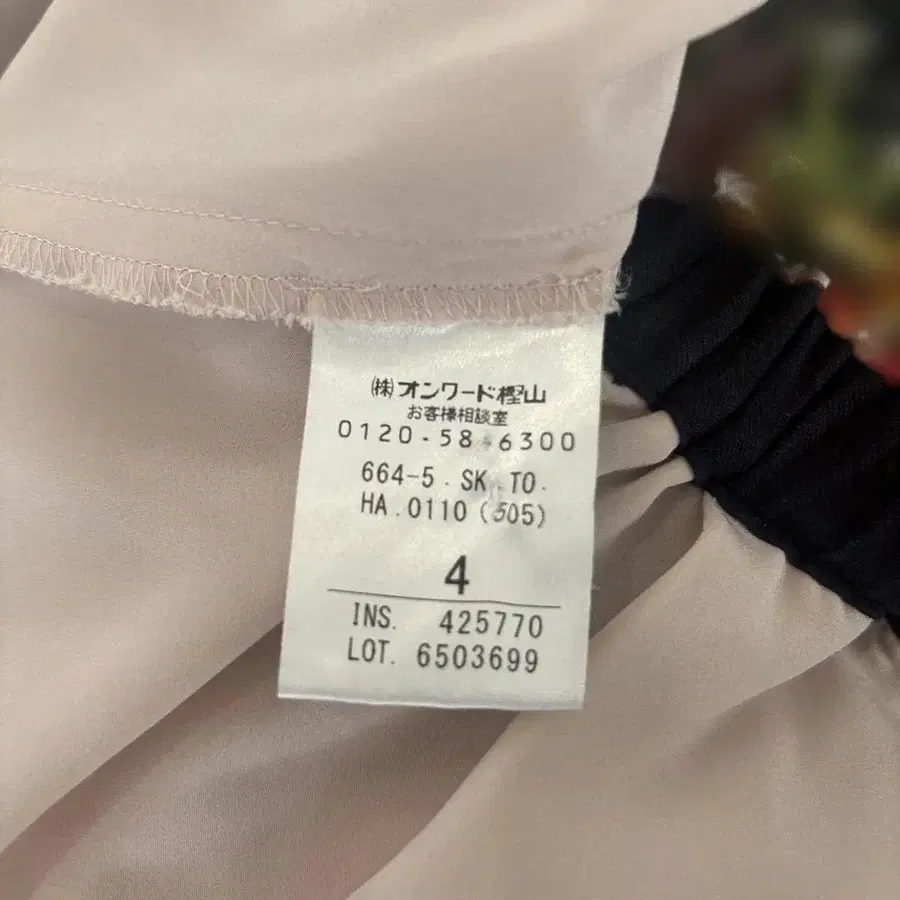 (株)オンワード樫山
お客様相談室
0120-58-6300
664-5. SK. TO.
HA.0110 (305)
4
INS. 425770
LOT. 6503699